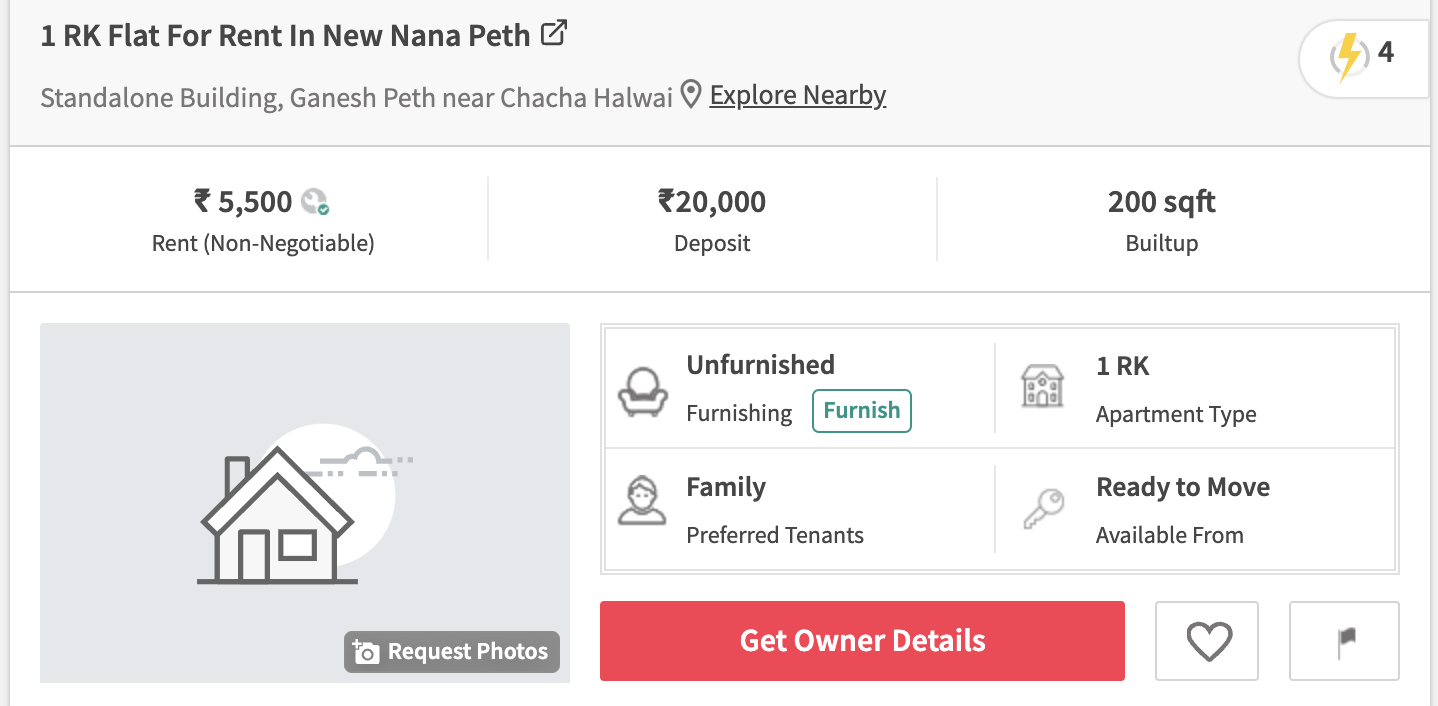 1 RK Flat For Rent In New Nana Peth
4
Standalone Building, Ganesh Peth near Chacha Halwai Explore Nearby
₹ 5,500
Rent (Non-Negotiable)
₹20,000
Deposit
200 sqft
Builtup
Unfurnished
Furnishing Furnish
1 RK
Apartment Type
Family
Preferred Tenants
Ready to Move
Available From
Request Photos
Get Owner Details